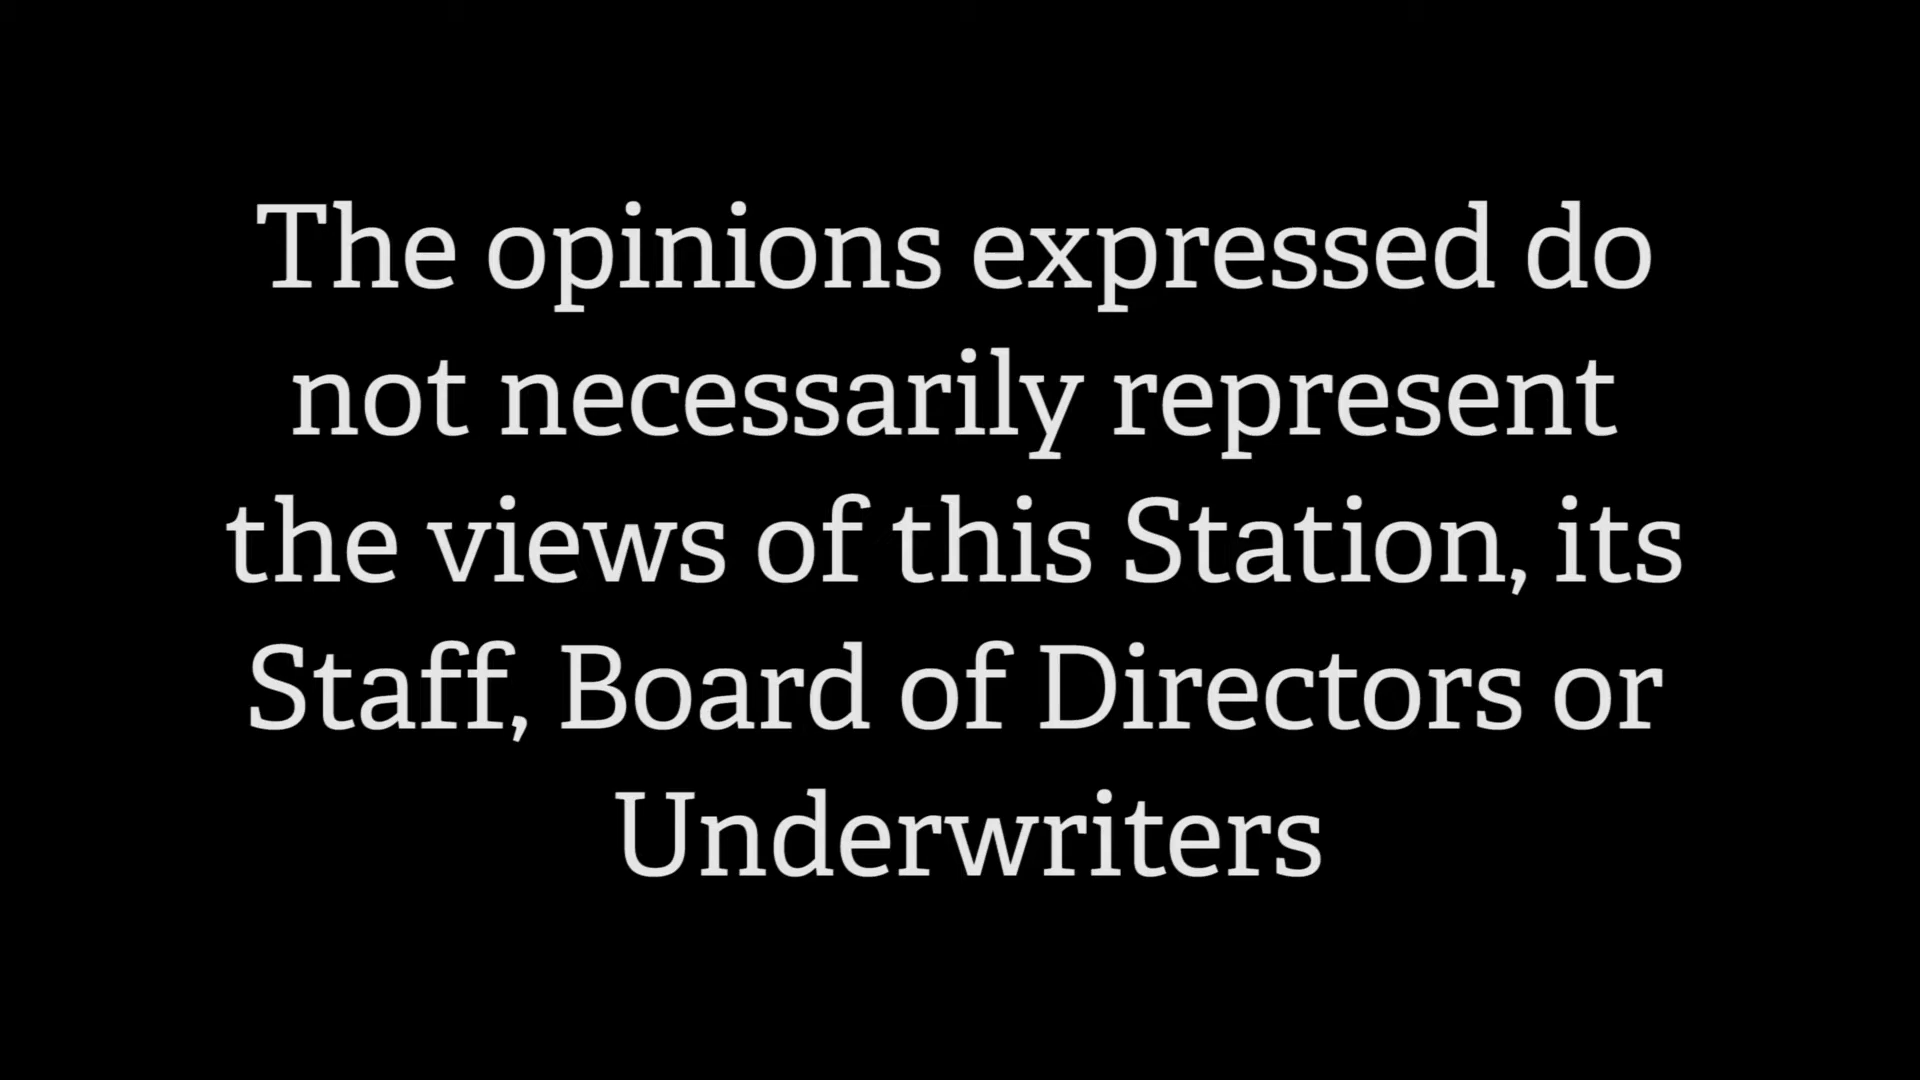 The opinions expressed do
not necessarily represent
the views of this Station, its
Staff, Board of Directors or
Underwriters